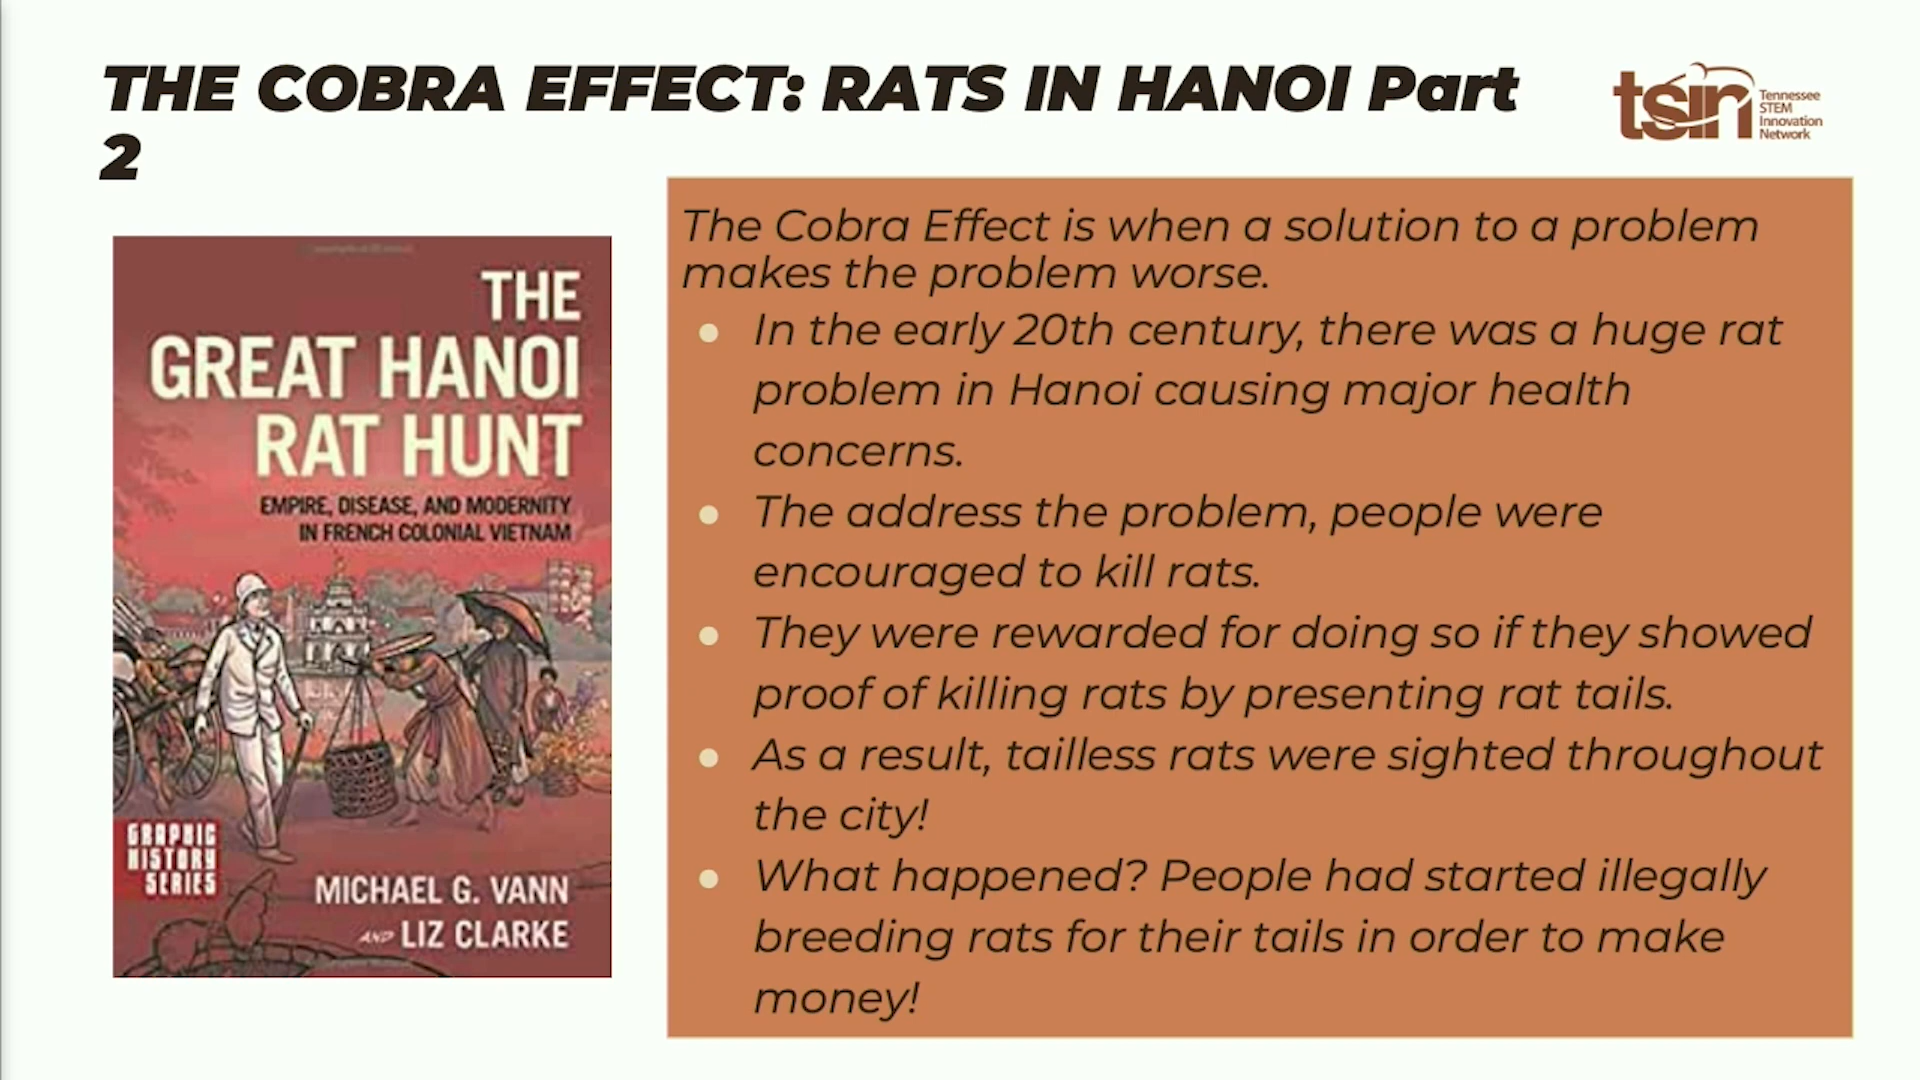 THE COBRA EFFECT: RATS IN HANOI Part
2
tsin
Tennessee
STEM
Innovation
Network
THE
GREAT HANOI
RAT HUNT
EMPIRE, DISEASE, AND MODERNITY
IN FRENCH COLONIAL VIETNAM
GRAPHIC
HISTORY
SERIES
MICHAEL G. VANN
AND LIZ CLARKE
The Cobra Effect is when a solution to a problem
makes the problem worse.
● In the early 20th century, there was a huge rat
problem in Hanoi causing major health
concerns.
● The address the problem, people were
encouraged to kill rats.
● They were rewarded for doing so if they showed
proof of killing rats by presenting rat tails.
● As a result, tailless rats were sighted throughout
the city!
● What happened? People had started illegally
breeding rats for their tails in order to make
money!